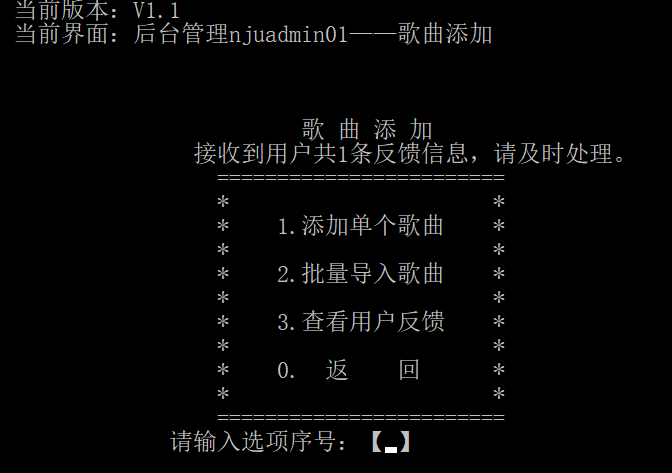 当前版本：V1.1
当前界面：后台管理njuadmin01——歌曲添加
歌 曲 添 加
接收到用户共1条反馈信息，请及时处理。
========================
*                      *
*    1.添加单个歌曲    *
*                      *
*    2.批量导入歌曲    *
*                      *
*    3.查看用户反馈    *
*                      *
*    0.  返    回      *
*                      *
========================
请输入选项序号：【_】